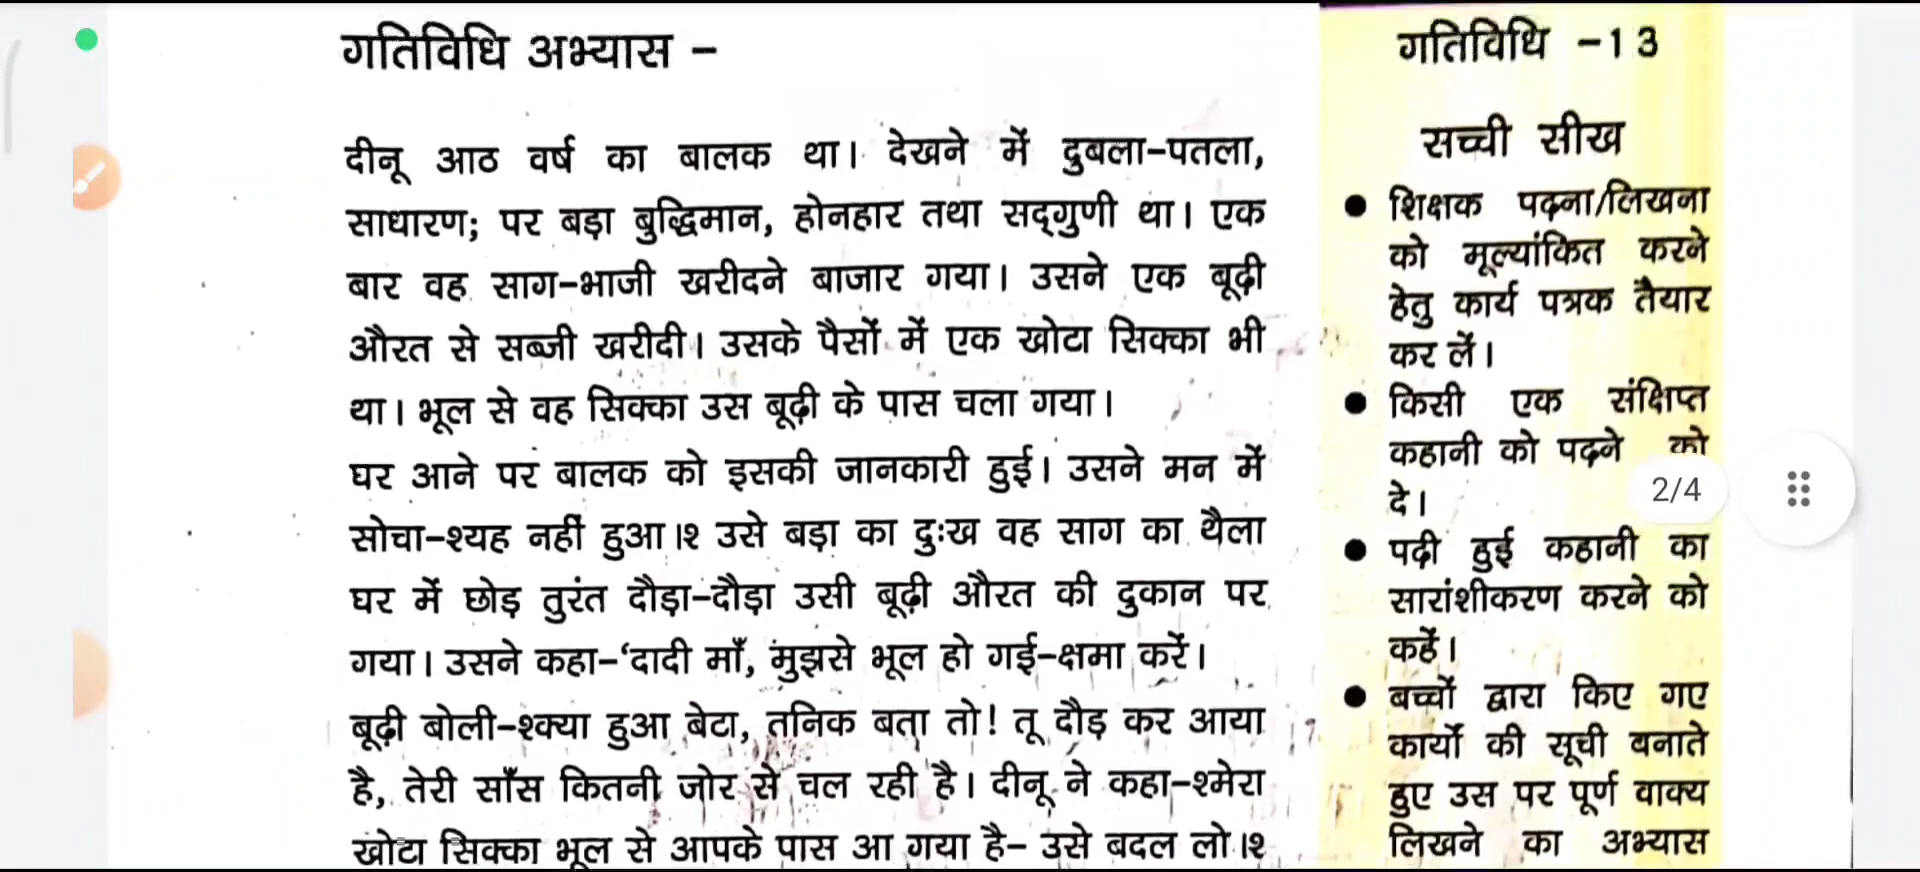 गतिविधि अभ्यास –
दीनू आठ वर्ष का बालक था। देखने में दुबला-पतला,
साधारण; पर बड़ा बुद्धिमान, होनहार तथा सद्‌गुणी था। एक
बार वह साग-भाजी खरीदने बाजार गया। उसने एक बूढ़ी
औरत से सब्जी खरीदी। उसके पैसों में एक खोटा सिक्का भी
था। भूल से वह सिक्का उस बूढ़ी के पास चला गया।
घर आने पर बालक को इसकी जानकारी हुई। उसने मन में
सोचा-श्यह नहीं हुआ।श् उसे बड़ा का दुःख वह साग का थैला
घर में छोड़ तुरंत दौड़ा-दौड़ा उसी बूढ़ी औरत की दुकान पर
गया। उसने कहा-‘दादी माँ, मुझसे भूल हो गई-क्षमा करें।
बूढ़ी बोली-श्क्या हुआ बेटा, तनिक बता तो! तू दौड़ कर आया
है, तेरी साँस कितनी जोर से चल रही है। दीनू ने कहा-श्मेरा
खोटा सिक्का भूल से आपके पास आ गया है- उसे बदल लो।श्
गतिविधि -13
सच्ची सीख
• शिक्षक पढ़ना/लिखना
को मूल्यांकित करने
हेतु कार्य पत्रक तैयार
कर लें।
• किसी एक संक्षिप्त
कहानी को पढ़ने को
दे।
• पढ़ी हुई कहानी का
सारांशीकरण करने को
कहें।
• बच्चों द्वारा किए गए
कार्यो की सूची बनाते
हुए उस पर पूर्ण वाक्य
लिखने का अभ्यास
2/4